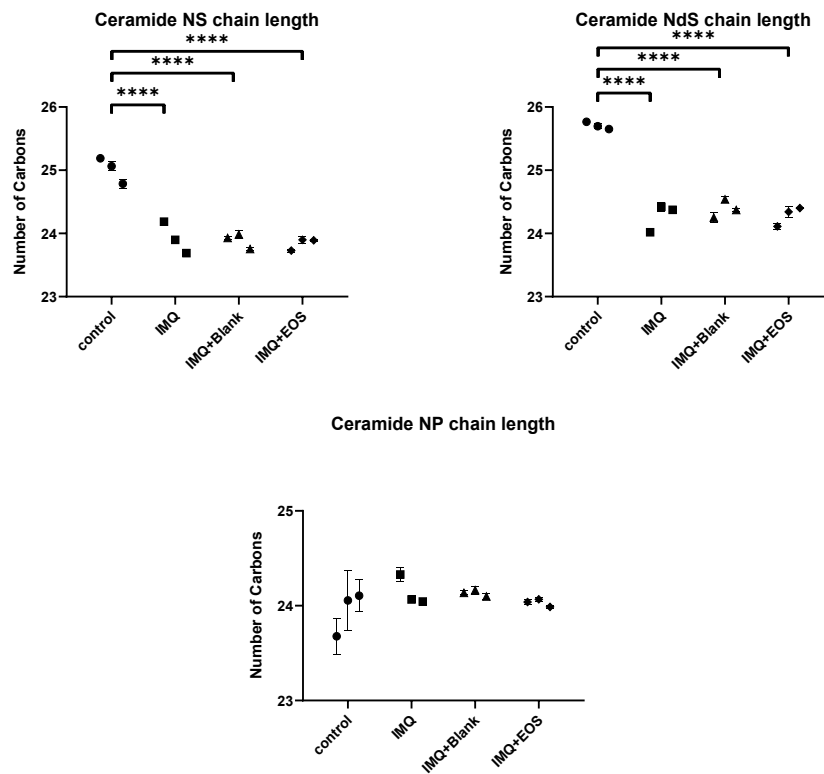 Ceramide NS chain length
****
****
****
Number of Carbons
26
25
24
23
control
IMQ
IMQ+Blank
IMQ+EOS
Ceramide NdS chain length
****
****
****
Number of Carbons
26
25
24
23
control
IMQ
IMQ+Blank
IMQ+EOS
Ceramide NP chain length
Number of Carbons
25
24
23
control
IMQ
IMQ+Blank
IMQ+EOS